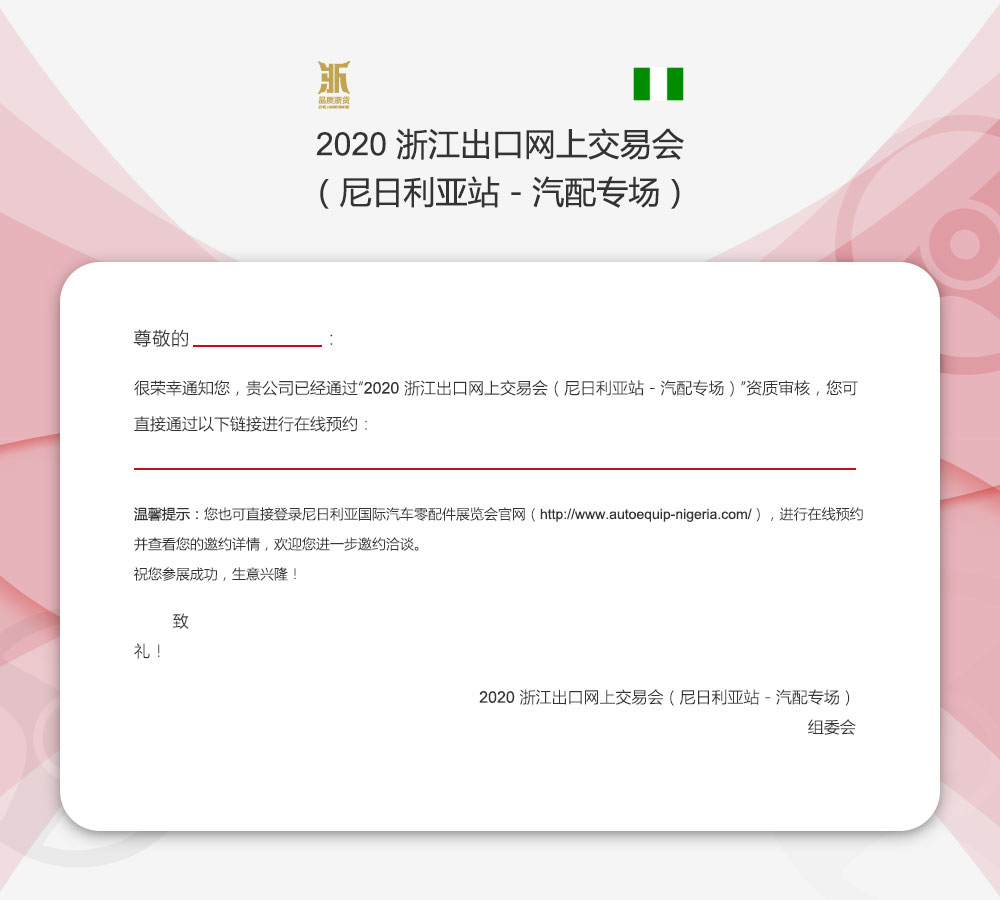 浙
品质浙货
2020 浙江出口网上交易会
（尼日利亚站 - 汽配专场）
尊敬的 ：
很荣幸通知您，贵公司已经通过“2020 浙江出口网上交易会（尼日利亚站 - 汽配专场）”资质审核，您可
直接通过以下链接进行在线预约：
温馨提示：您也可直接登录尼日利亚国际汽车零配件展览会官网（http://www.autoequip-nigeria.com/），进行在线预约
并查看您的邀约详情，欢迎您进一步邀约洽谈。
祝您参展成功，生意兴隆！
致
礼！
2020 浙江出口网上交易会（尼日利亚站 - 汽配专场）
组委会